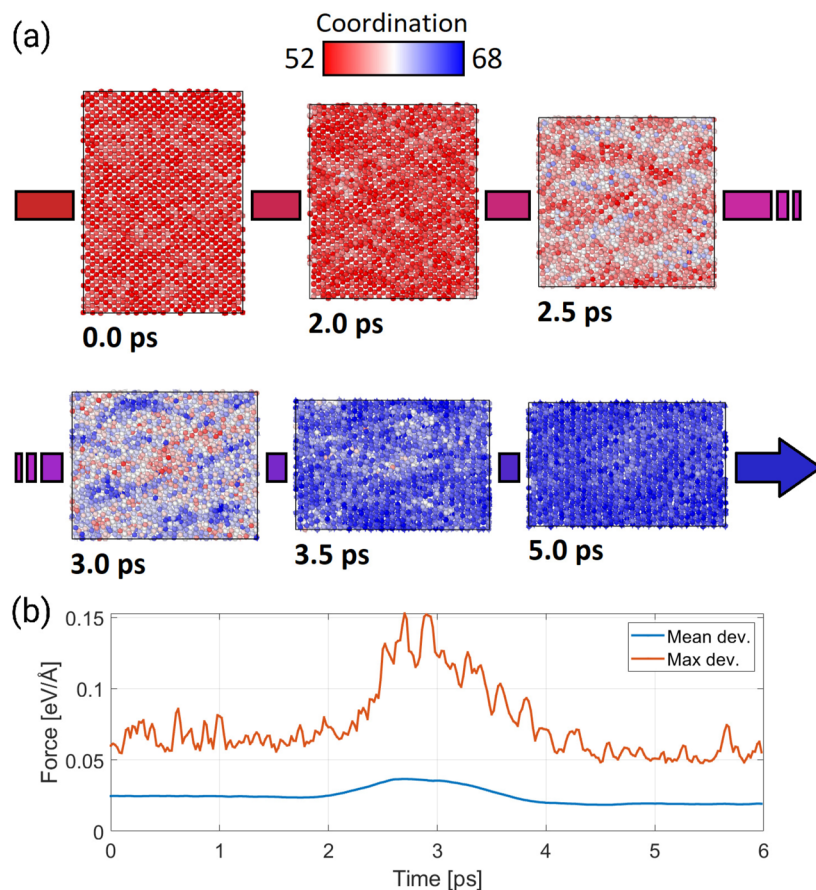 (a)
Coordination
52 68
0.0 ps
2.0 ps
2.5 ps
3.0 ps
3.5 ps
5.0 ps
(b)
0.15
0.1
0.05
0
Force [eV/Å]
Mean dev.
Max dev.
0 1 2 3 4 5 6
Time [ps]